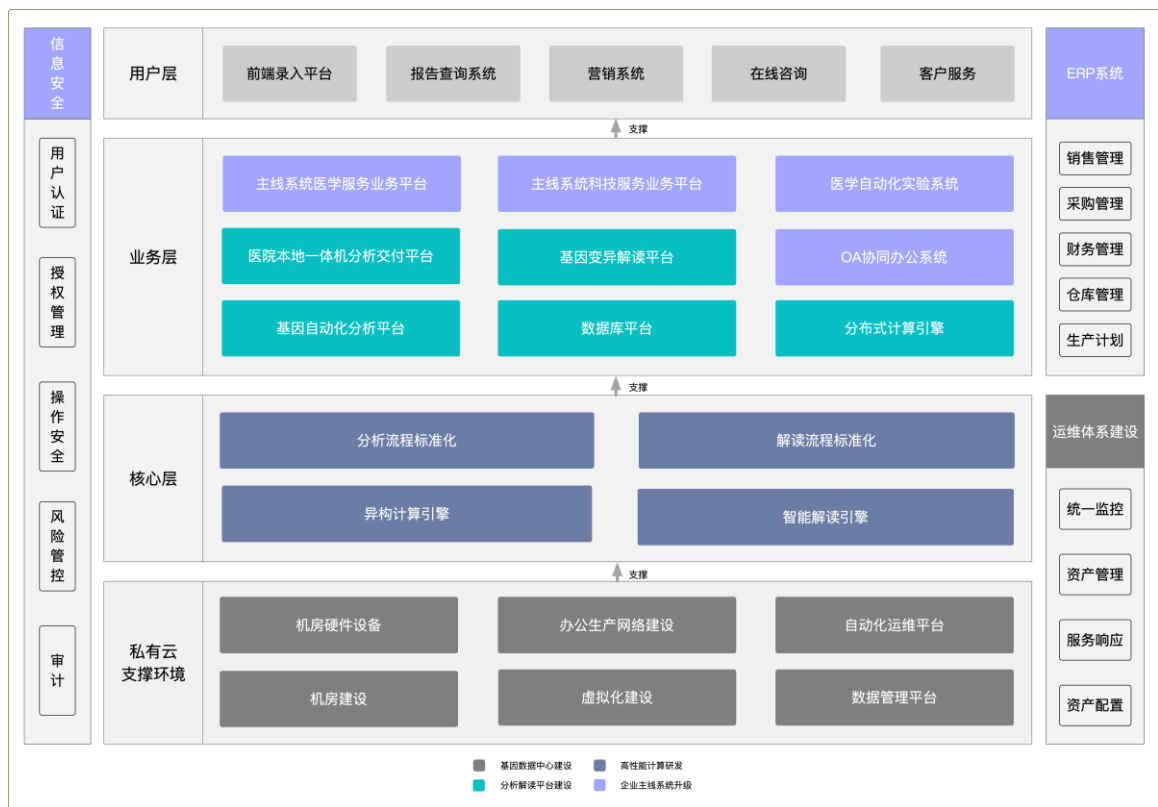 信
息
安
全
用
户
认
证
授
权
管
理
操
作
安
全
风
险
管
控
审
计
用户层
前端录入平台
报告查询系统
营销系统
在线咨询
客户服务
支撑
业务层
主线系统医学服务业务平台
主线系统科技服务业务平台
医学自动化实验系统
医院本地一体机分析交付平台
基因变异解读平台
OA协同办公系统
基因自动化分析平台
数据库平台
分布式计算引擎
支撑
核心层
分析流程标准化
解读流程标准化
异构计算引擎
智能解读引擎
支撑
私有云
支撑环境
机房硬件设备
办公生产网络建设
自动化运维平台
机房建设
虚拟化建设
数据管理平台
ERP系统
销售管理
采购管理
财务管理
仓库管理
生产计划
运维体系建设
统一监控
资产管理
服务响应
资产配置
基因数据中心建设
高性能计算研发
分析解读平台建设
企业主线系统升级